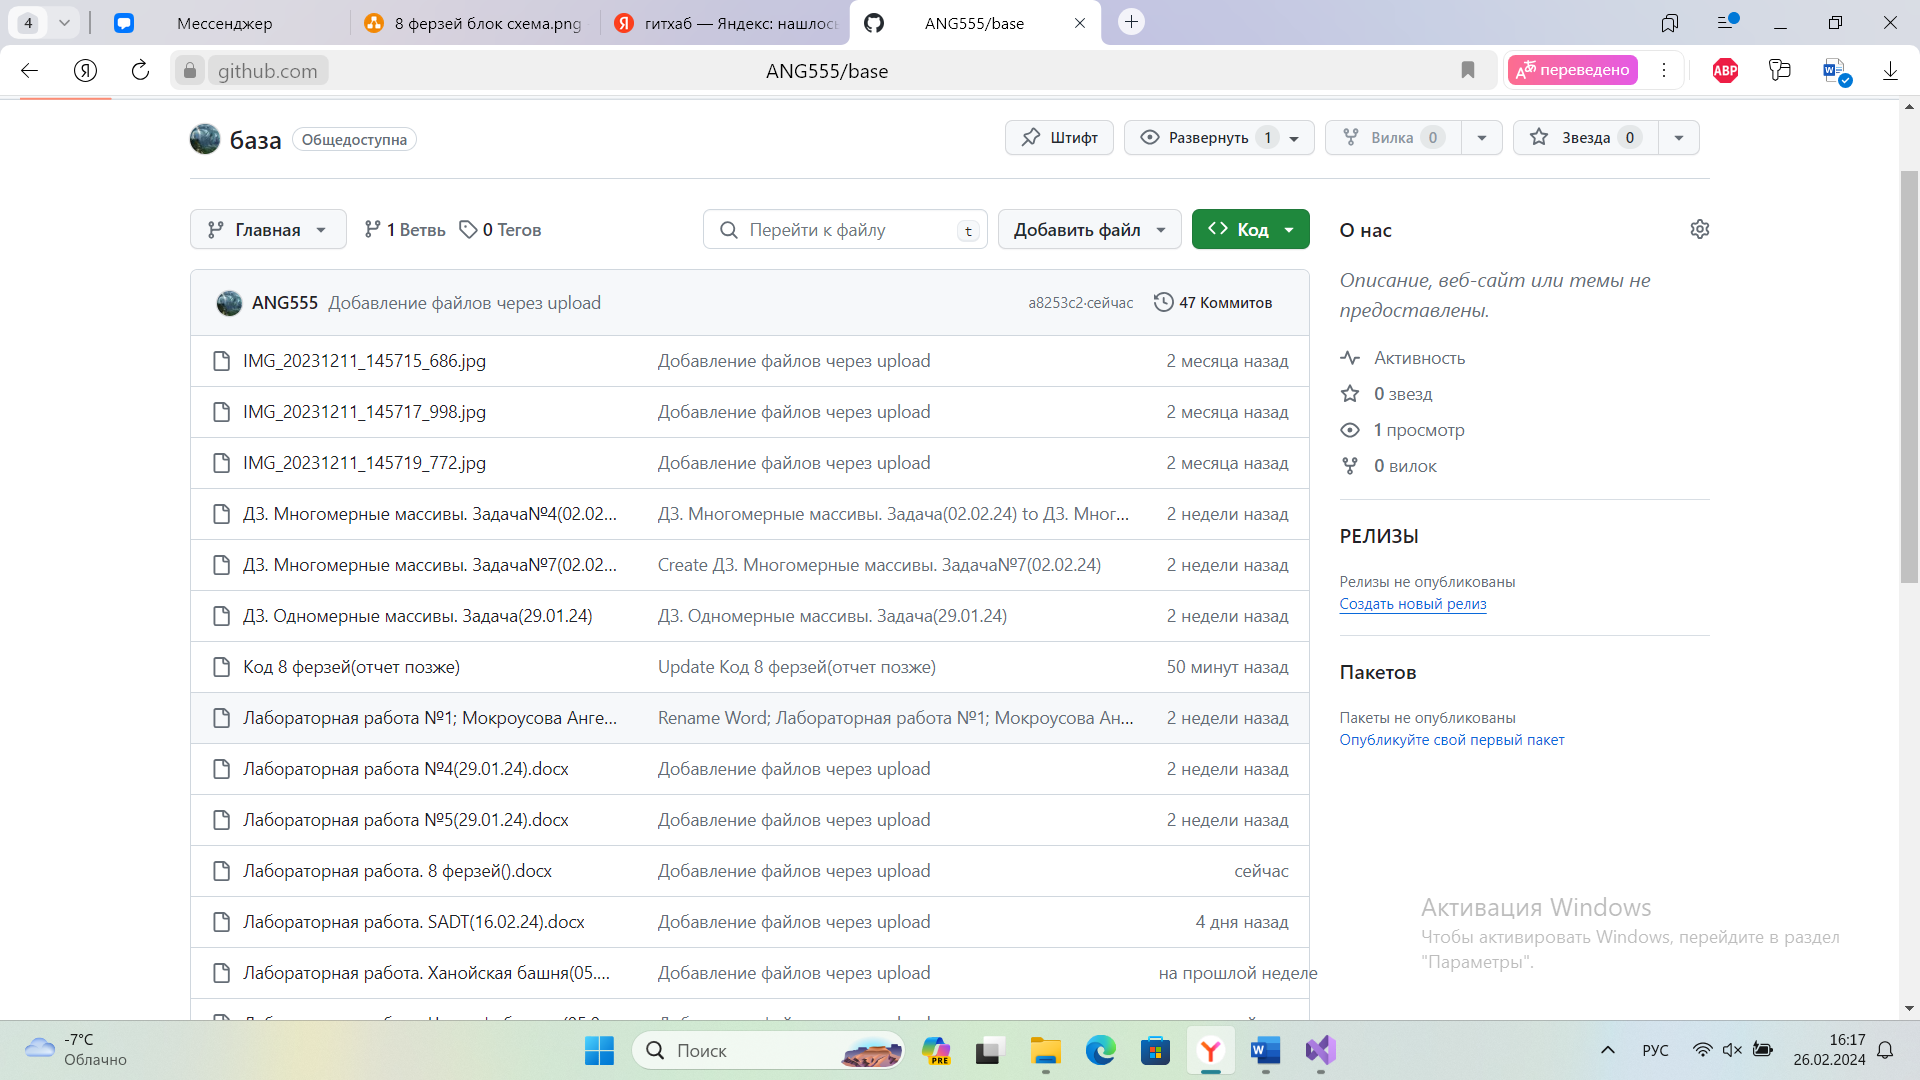 4
Мессенджер
8 ферзей блок схема.png
гитхаб — Яндекс: нашлось
ANG555/base
github.com
ANG555/base
переведено
ABP
база
Общедоступна
Штифт
Развернуть 1
Вилка 0
Звезда 0
Главная
1 Ветвь
0 Тегов
Перейти к файлу
t
Добавить файл
Код
О нас
Описание, веб-сайт или темы не
предоставлены.
ANG555 Добавление файлов через upload
a8253c2·сейчас
47 Коммитов
IMG_20231211_145715_686.jpg Добавление файлов через upload 2 месяца назад
IMG_20231211_145717_998.jpg Добавление файлов через upload 2 месяца назад
IMG_20231211_145719_772.jpg Добавление файлов через upload 2 месяца назад
ДЗ. Многомерные массивы. Задача№4(02.02... ДЗ. Многомерные массивы. Задача(02.02.24) to ДЗ. Мног... 2 недели назад
ДЗ. Многомерные массивы. Задача№7(02.02... Create ДЗ. Многомерные массивы. Задача№7(02.02.24) 2 недели назад
ДЗ. Одномерные массивы. Задача(29.01.24) ДЗ. Одномерные массивы. Задача(29.01.24) 2 недели назад
Код 8 ферзей(отчет позже) Update Код 8 ферзей(отчет позже) 50 минут назад
Лабораторная работа №1; Мокроусова Анге... Rename Word; Лабораторная работа №1; Мокроусова Ан... 2 недели назад
Лабораторная работа №4(29.01.24).docx Добавление файлов через upload 2 недели назад
Лабораторная работа №5(29.01.24).docx Добавление файлов через upload 2 недели назад
Лабораторная работа. 8 ферзей().docx Добавление файлов через upload сейчас
Лабораторная работа. SADT(16.02.24).docx Добавление файлов через upload 4 дня назад
Лабораторная работа. Ханойская башня(05.... Добавление файлов через upload на прошлой неделе
Активность
0 звезд
1 просмотр
0 вилок
РЕЛИЗЫ
Релизы не опубликованы
Создать новый релиз
Пакетов
Пакеты не опубликованы
Опубликуйте свой первый пакет
Активация Windows
Чтобы активировать Windows, перейдите в раздел
"Параметры".
-7°C
Облачно
Поиск
PRE
РУС
16:17
26.02.2024